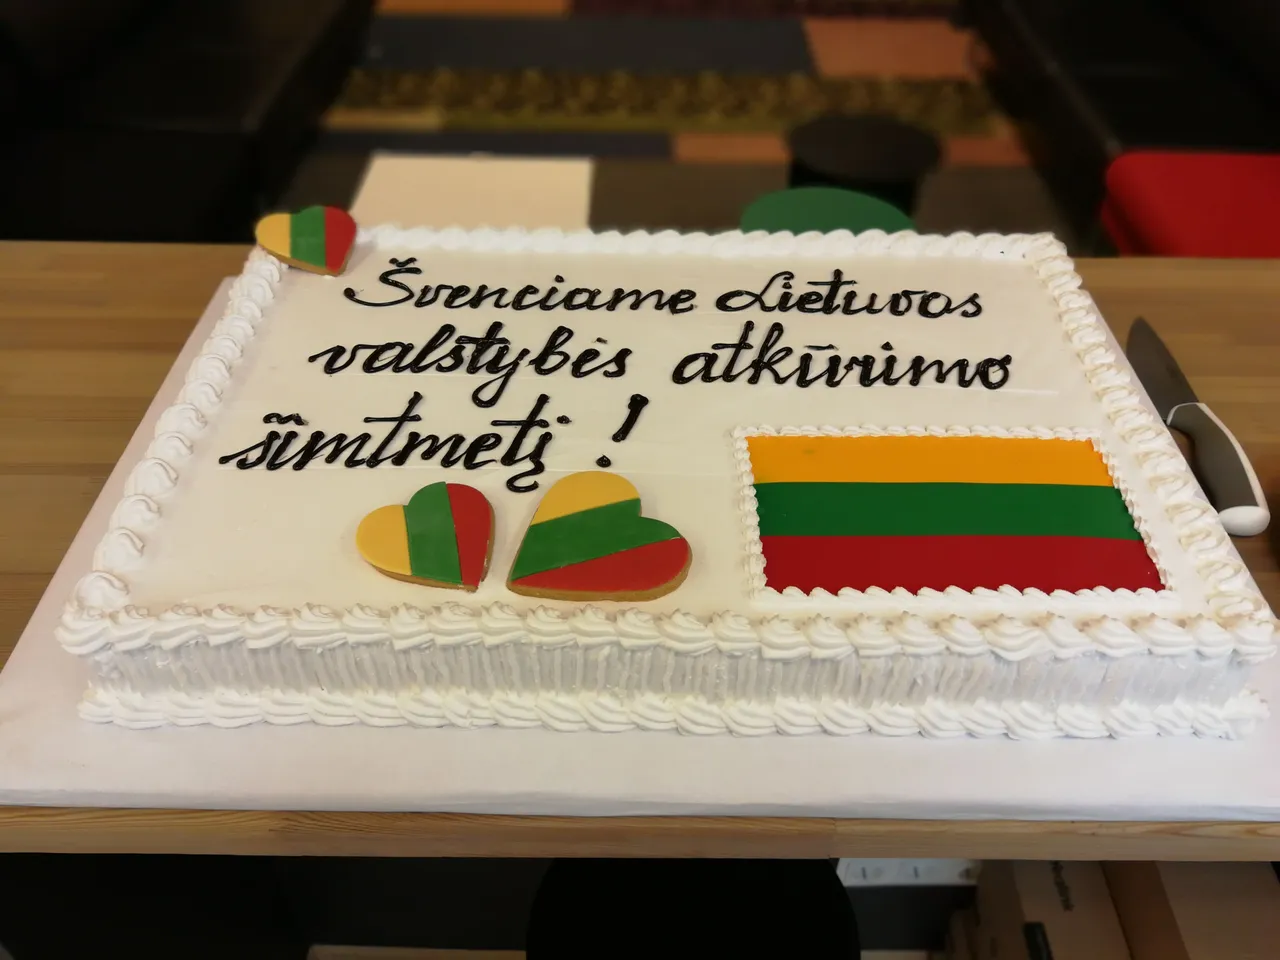 Švenciame Lietuvos
valstybės atkūrimo
šimtmetį !